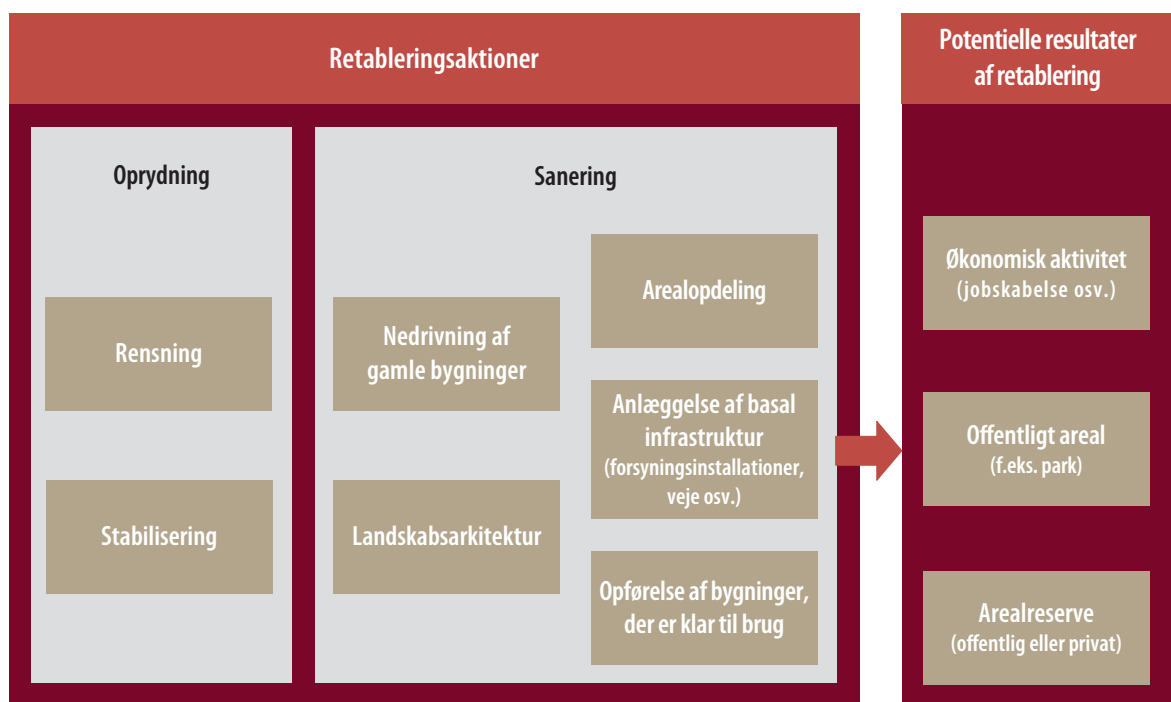 Retableringsaktioner
Oprydning
Rensning
Stabilisering
Sanering
Nedrivning af
gamle bygninger
Landskabsarkitektur
Arealopdeling
Anlæggelse af basal
infrastruktur
(forsyningsinstallationer,
veje osv.)
Opførelse af bygninger,
der er klar til brug
Potentielle resultater
af retablering
Økonomisk aktivitet
(jobskabelse osv.)
Offentligt areal
(f.eks. park)
Arealreserve
(offentlig eller privat)